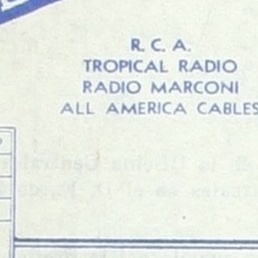 R. C. A.
TROPICAL RADIO
RADIO MARCONI
ALL AMERICA CABLES